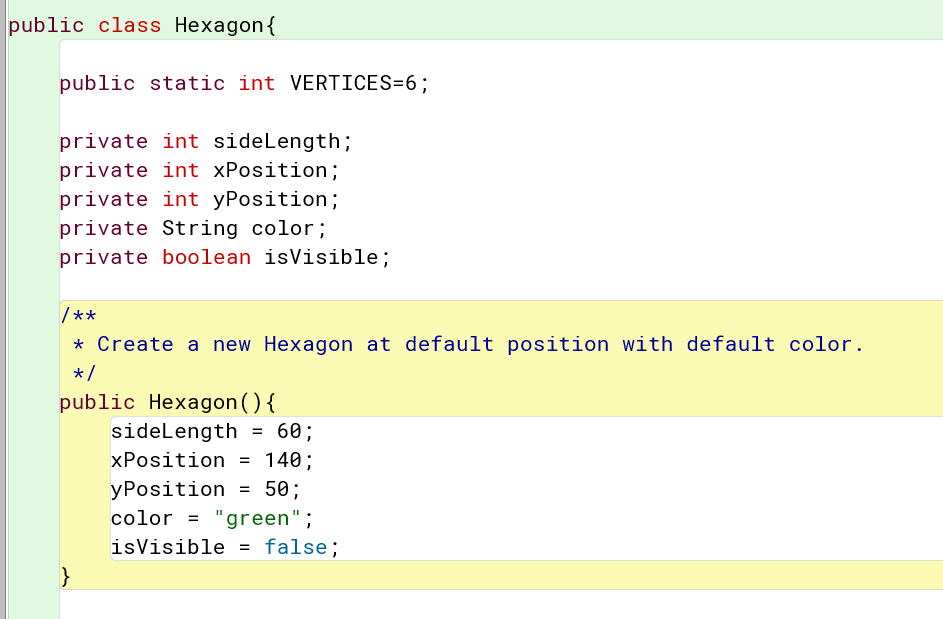 public class Hexagon{
public static int VERTICES=6;
private int sideLength;
private int xPosition;
private int yPosition;
private String color;
private boolean isVisible;
/**
* Create a new Hexagon at default position with default color.
*/
public Hexagon(){
sideLength = 60;
xPosition = 140;
yPosition = 50;
color = "green";
isVisible = false;
}